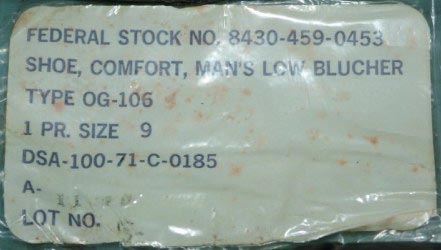 FEDERAL STOCK NO. 8430-459-0453
SHOE, COMFORT, MAN'S LOW BLUCHER
TYPE OG-106
1 PR. SIZE 9
DSA-100-71-C-0185
A-
LOT NO.